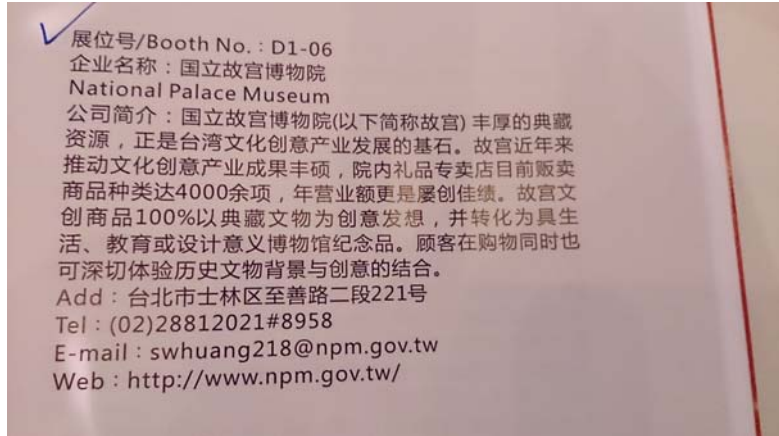 展位号/Booth No.：D1-06
企业名称：国立故宫博物院
National Palace Museum
公司简介：国立故宫博物院(以下简称故宫) 丰厚的典藏
资源，正是台湾文化创意产业发展的基石。故宫近年来
推动文化创意产业成果丰硕，院内礼品专卖店目前贩卖
商品种类达4000余项，年营业额更是屡创佳绩。故宫文
创商品100%以典藏文物为创意发想，并转化为具生
活、教育或设计意义博物馆纪念品。顾客在购物同时也
可深切体验历史文物背景与创意的结合。
Add：台北市士林区至善路二段221号
Tel：(02)28812021#8958
E-mail：swhuang218@npm.gov.tw
Web：http://www.npm.gov.tw/